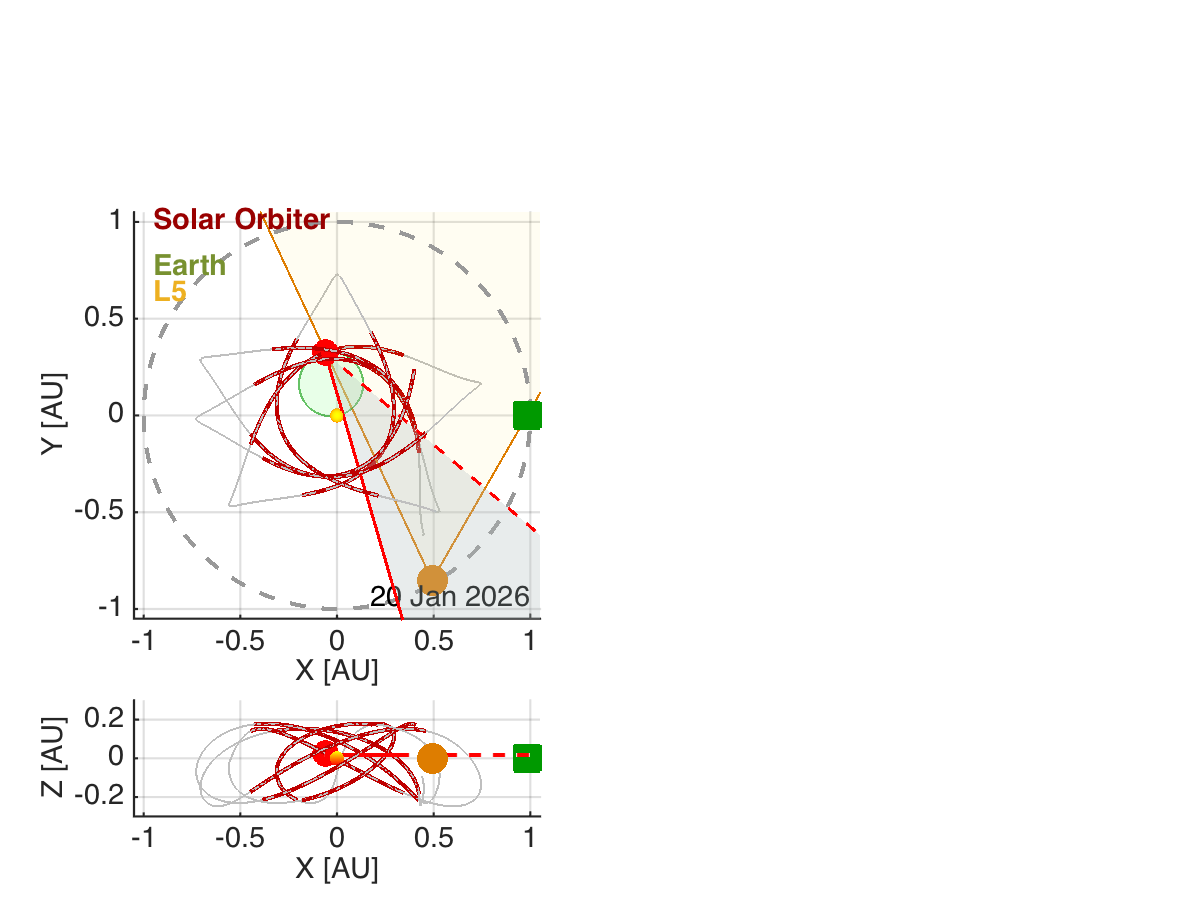 Solar Orbiter
Earth
L5
1
0.5
0
-0.5
-1
Y [AU]
20 Jan 2026
-1 -0.5 0 0.5 1
X [AU]
0.2
0
-0.2
Z [AU]
-1 -0.5 0 0.5 1
X [AU]